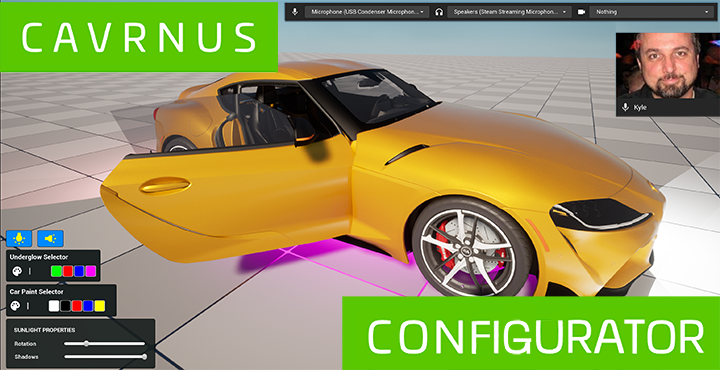 CAVRNUS
Microphone (USB Condenser Microphon...
Speakers (Steam Streaming Microphon...
Nothing
Kyle
Underglow Selector
Car Paint Selector
SUNLIGHT PROPERTIES
Rotation
Shadows
CONFIGURATOR